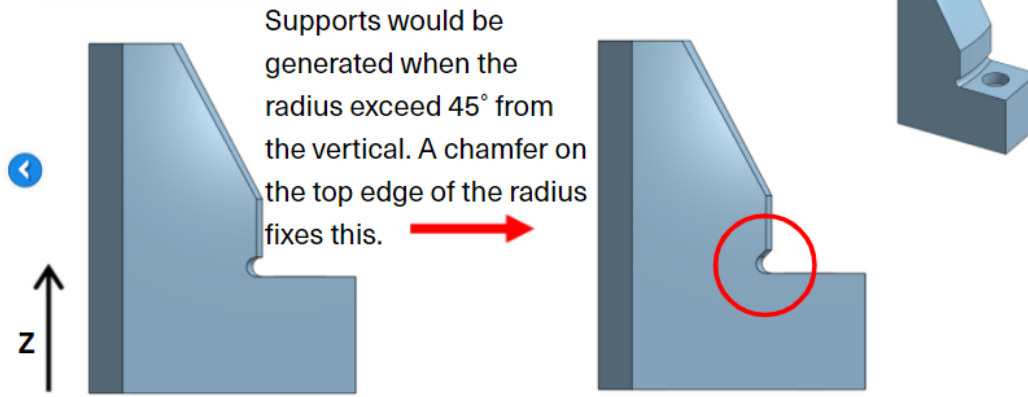 Supports would be
generated when the
radius exceed 45° from
the vertical. A chamfer on
the top edge of the radius
fixes this.
Z